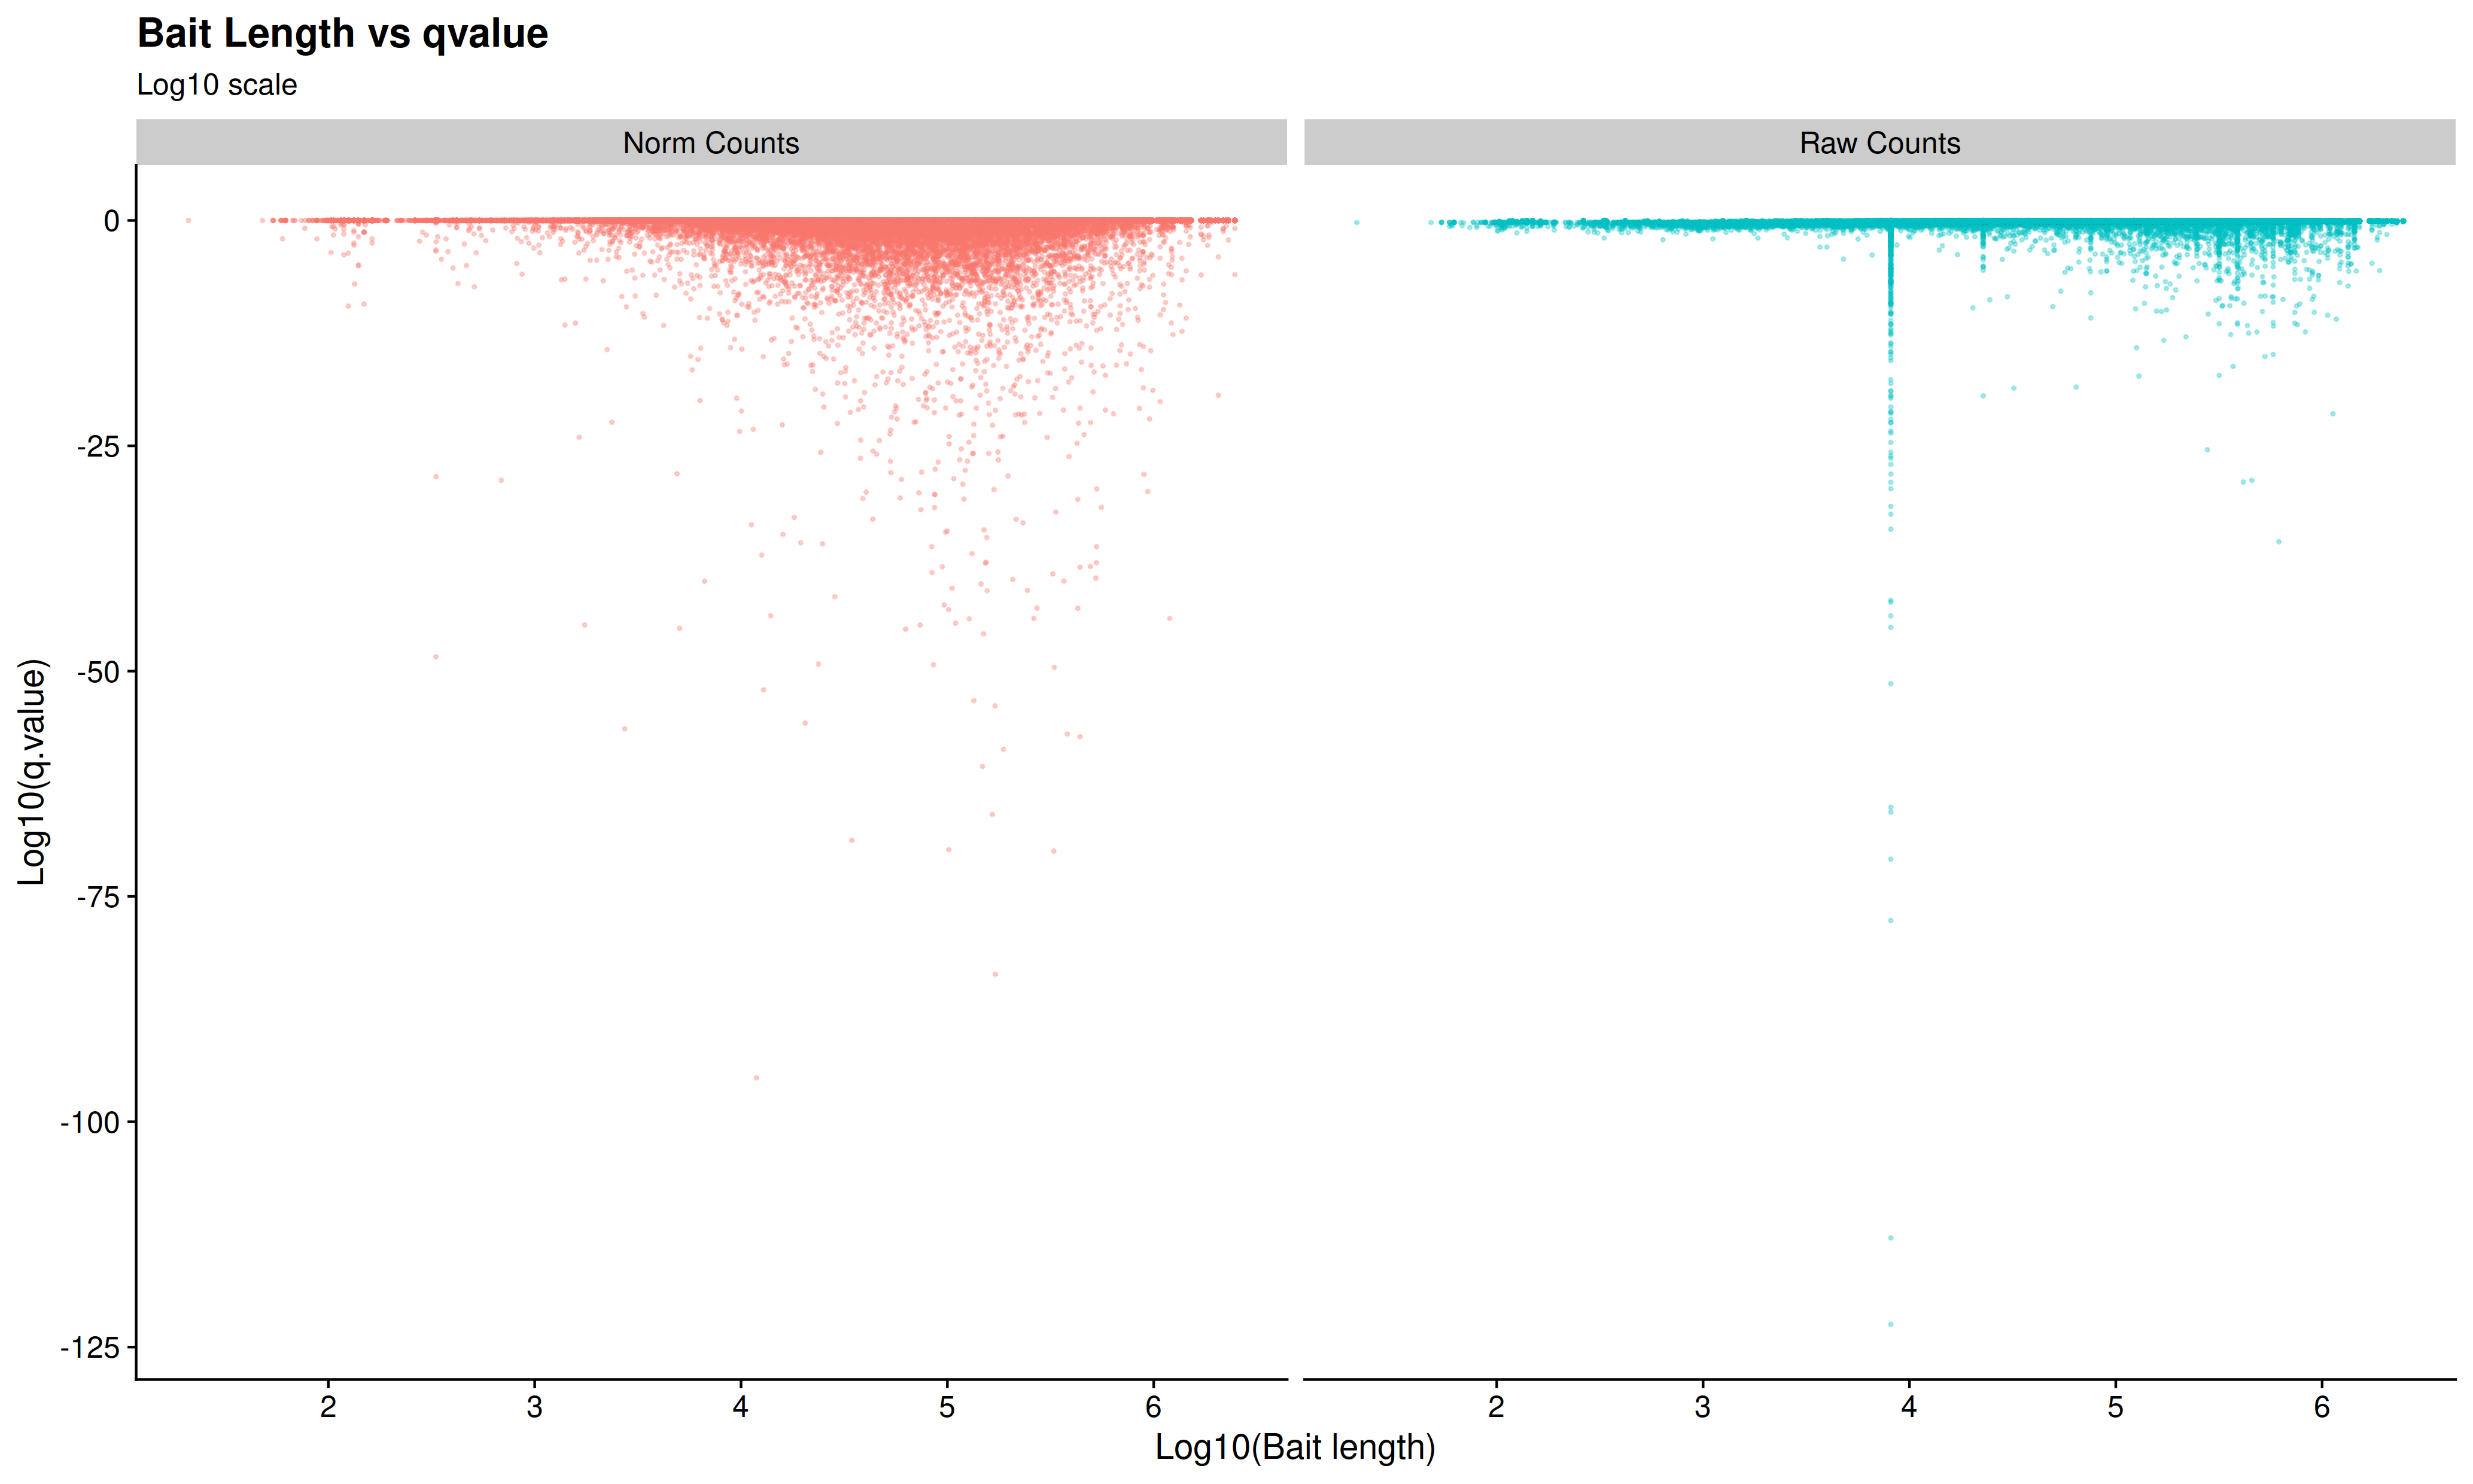 Bait Length vs qvalue
Log10 scale
Norm Counts
Raw Counts
Log10(q.value)
0
-25
-50
-75
-100
-125
2
3
4
5
6
2
3
4
5
6
Log10(Bait length)